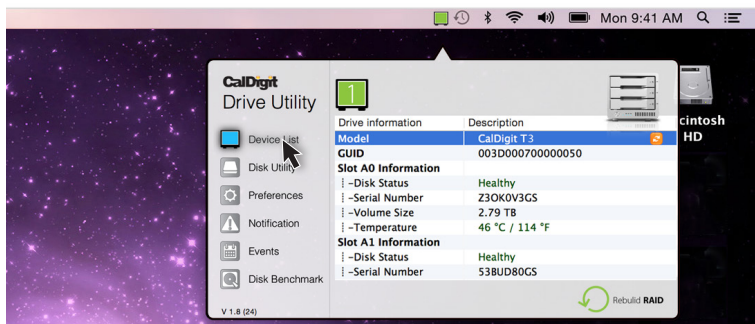 Mon 9:41 AM
CalDigit
Drive Utility
1
Drive information Description
Model CalDigit T3
GUID 003D000700000050
Slot A0 Information
-Disk Status Healthy
-Serial Number Z3OK0V3GS
-Volume Size 2.79 TB
-Temperature 46 °C / 114 °F
Slot A1 Information
-Disk Status Healthy
-Serial Number 53BUD80GS
Device List
Disk Utility
Preferences
Notification
Events
Disk Benchmark
V 1.8 (24)
Rebulid RAID
cintosh
HD